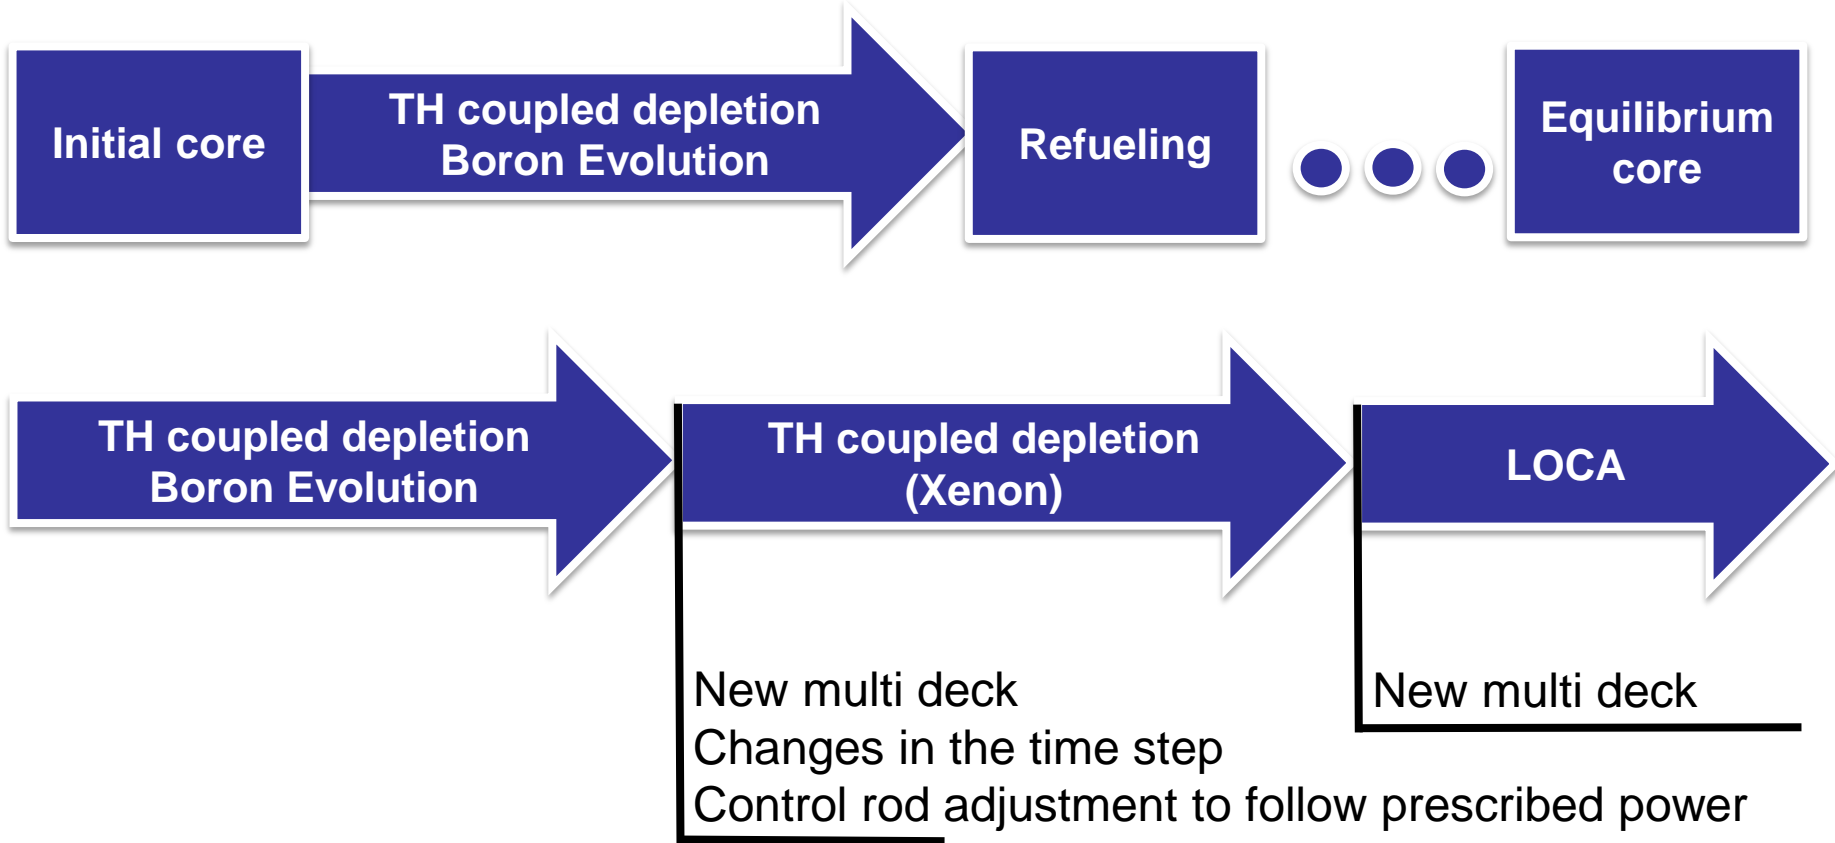 Initial core
TH coupled depletion
Boron Evolution
Refueling
Equilibrium
core
TH coupled depletion
Boron Evolution
TH coupled depletion
(Xenon)
LOCA
New multi deck
Changes in the time step
Control rod adjustment to follow prescribed power
New multi deck